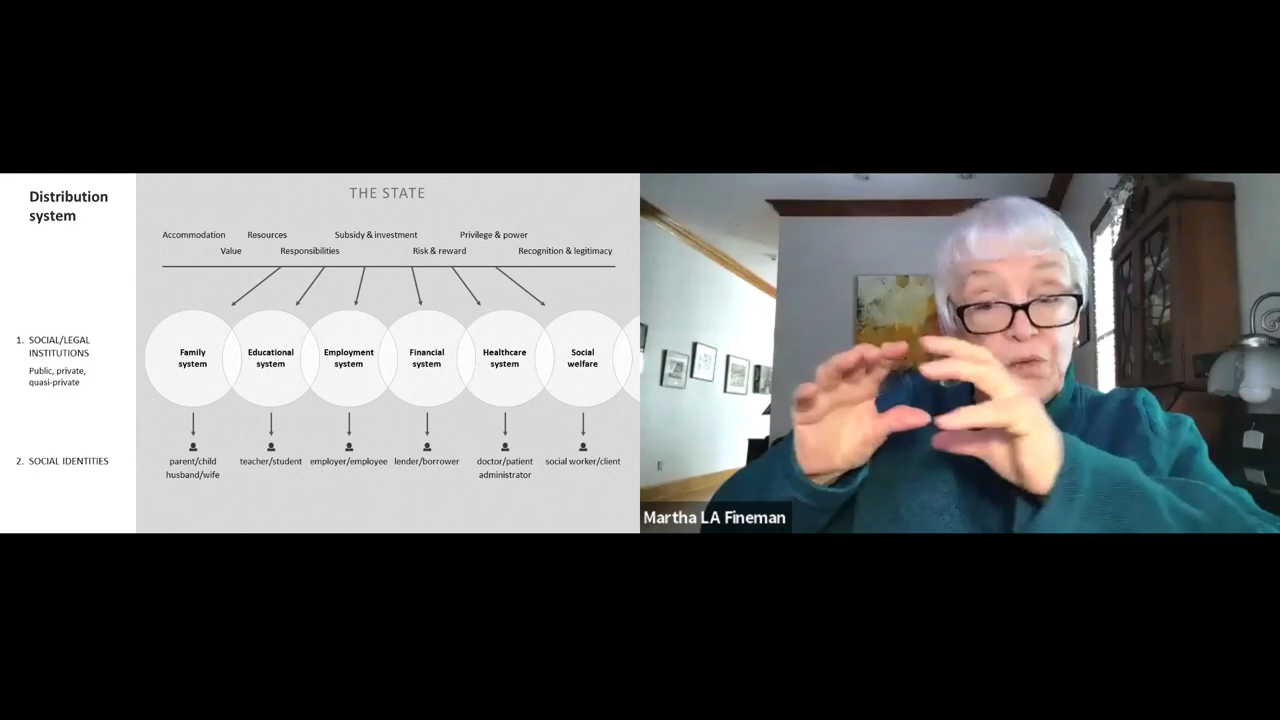 Distribution
system
THE STATE
Accommodation Resources Subsidy & investment Privilege & power
Value Responsibilities Risk & reward Recognition & legitimacy
1. SOCIAL/LEGAL
INSTITUTIONS
Public, private,
quasi-private
Family
system
Educational
system
Employment
system
Financial
system
Healthcare
system
Social
welfare
2. SOCIAL IDENTITIES
parent/child
husband/wife
teacher/student
employer/employee
lender/borrower
doctor/patient
administrator
social worker/client
Martha LA Fineman